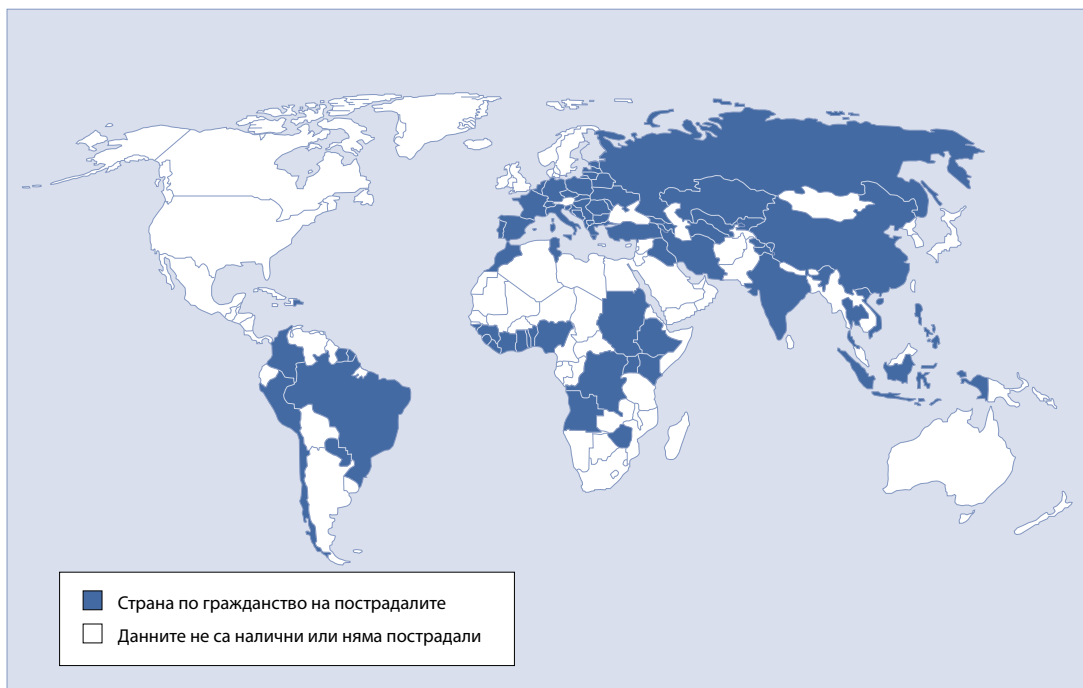 Страна по гражданство на пострадалите
Данните не са налични или няма пострадали